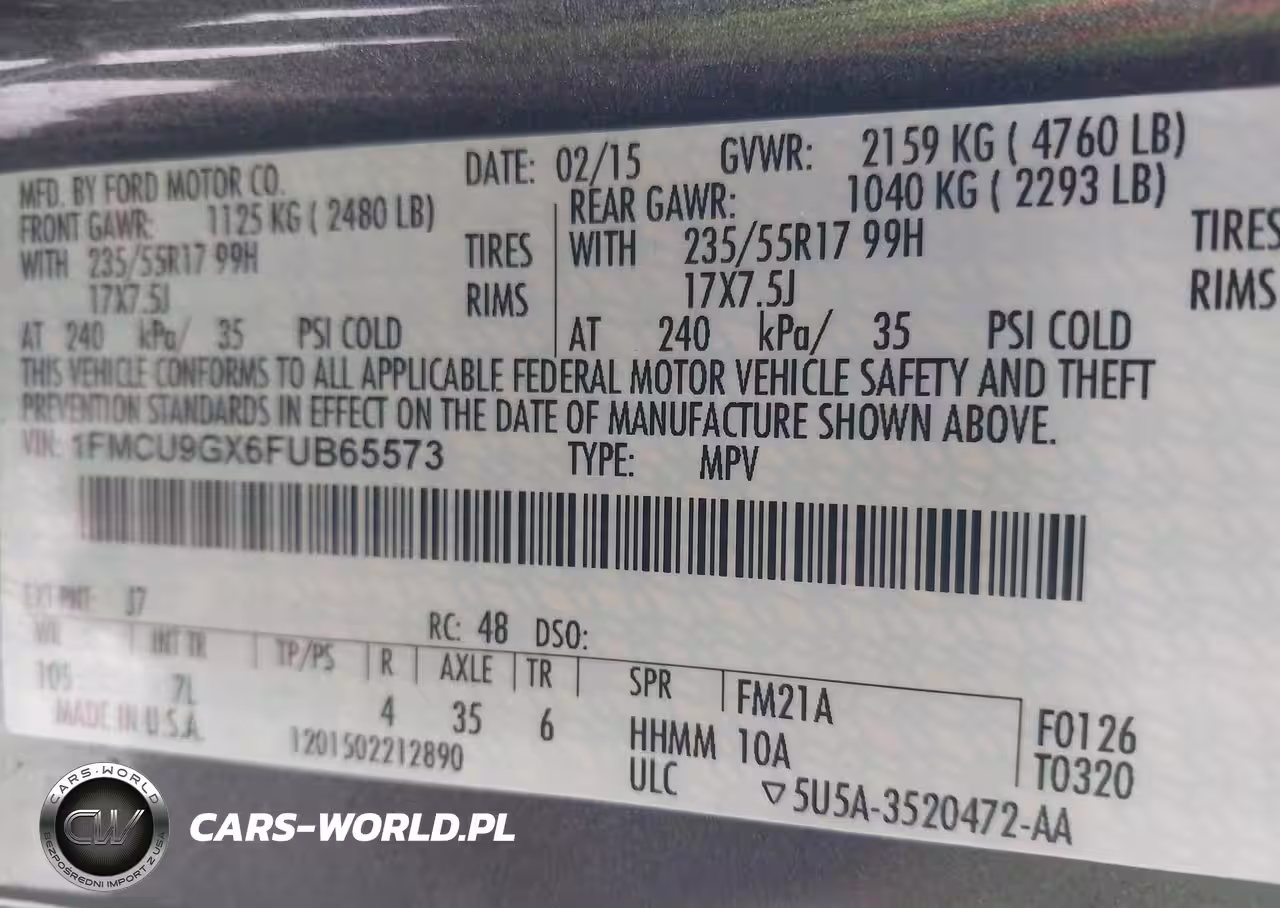 MFD. BY FORD MOTOR CO. DATE: 02/15 GVWR: 2159 KG ( 4760 LB)
FRONT GAWR: 1125 KG ( 2480 LB) REAR GAWR: 1040 KG ( 2293 LB)
WITH 235/55R17 99H TIRES WITH 235/55R17 99H TIRES
17X7.5J RIMS 17X7.5J RIMS
AT 240 kPa/ 35 PSI COLD AT 240 kPa/ 35 PSI COLD
THIS VEHICLE CONFORMS TO ALL APPLICABLE FEDERAL MOTOR VEHICLE SAFETY AND THEFT
PREVENTION STANDARDS IN EFFECT ON THE DATE OF MANUFACTURE SHOWN ABOVE.
VIN: 1FMCU9GX6FUB65573 TYPE: MPV
EXT PNT: J7 RC: 48 DSO:
WB INT TR TP/PS R AXLE TR SPR FM21A F0126
105 7L 4 35 6 HHMM 10A T0320
MADE IN U.S.A. 1201502212890 ULC ▽5U5A-3520472-AA
CARS-WORLD
CW
BEZPOŚREDNI IMPORT Z USA
CARS-WORLD.PL